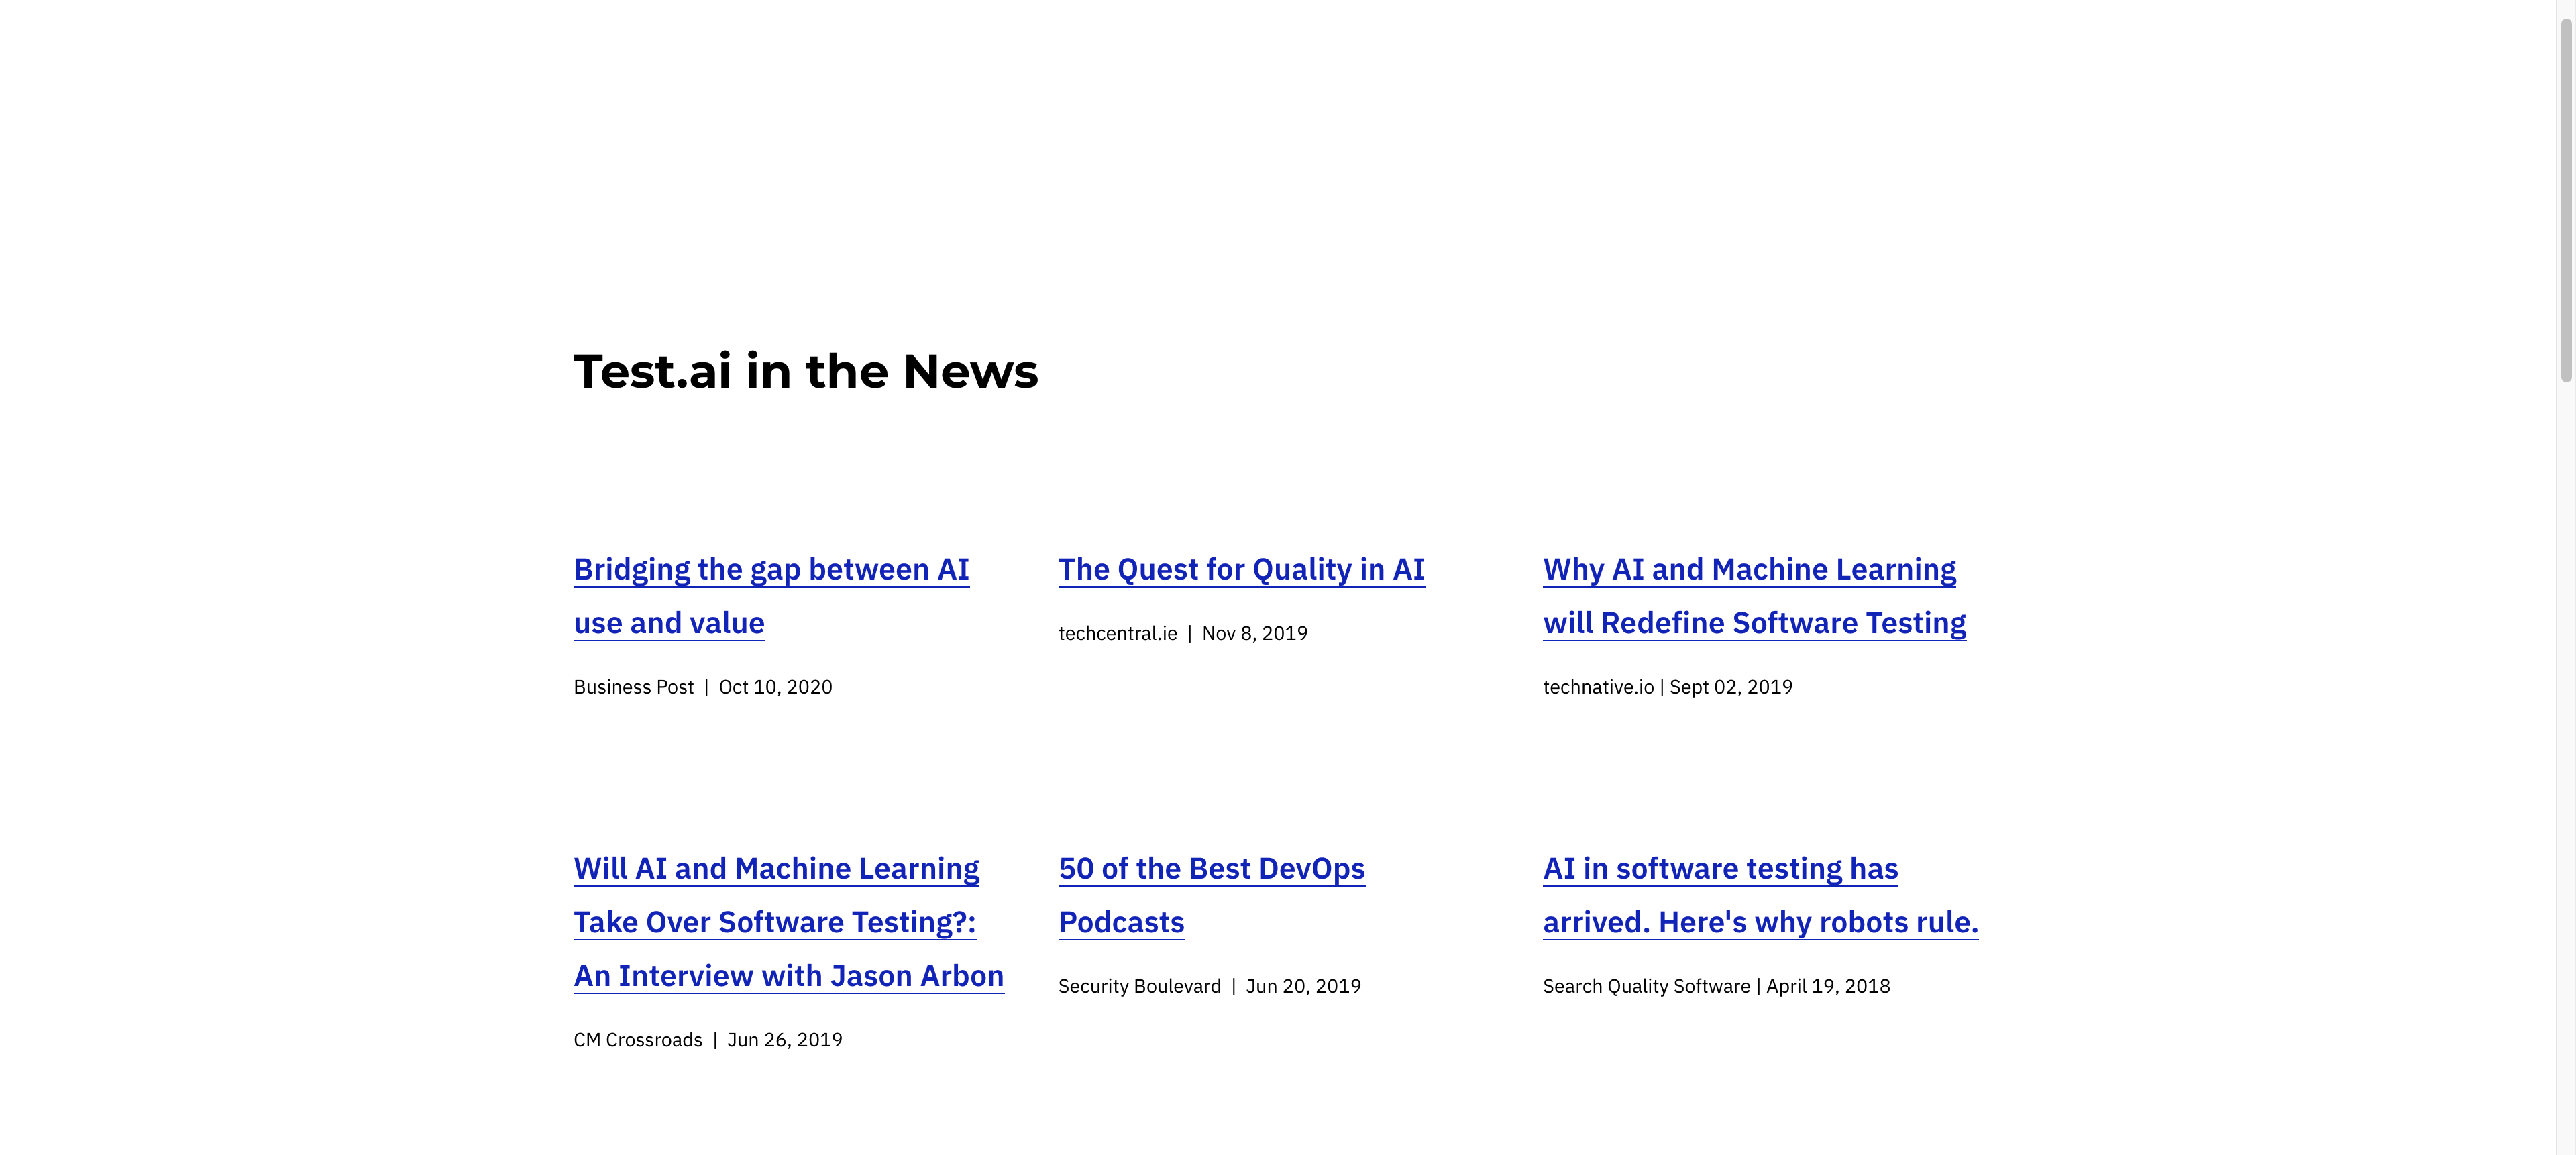 Test.ai in the News
Bridging the gap between AI
use and value
Business Post | Oct 10, 2020
The Quest for Quality in AI
techcentral.ie | Nov 8, 2019
Why AI and Machine Learning
will Redefine Software Testing
technative.io | Sept 02, 2019
Will AI and Machine Learning
Take Over Software Testing?:
An Interview with Jason Arbon
CM Crossroads | Jun 26, 2019
50 of the Best DevOps
Podcasts
Security Boulevard | Jun 20, 2019
AI in software testing has
arrived. Here's why robots rule.
Search Quality Software | April 19, 2018